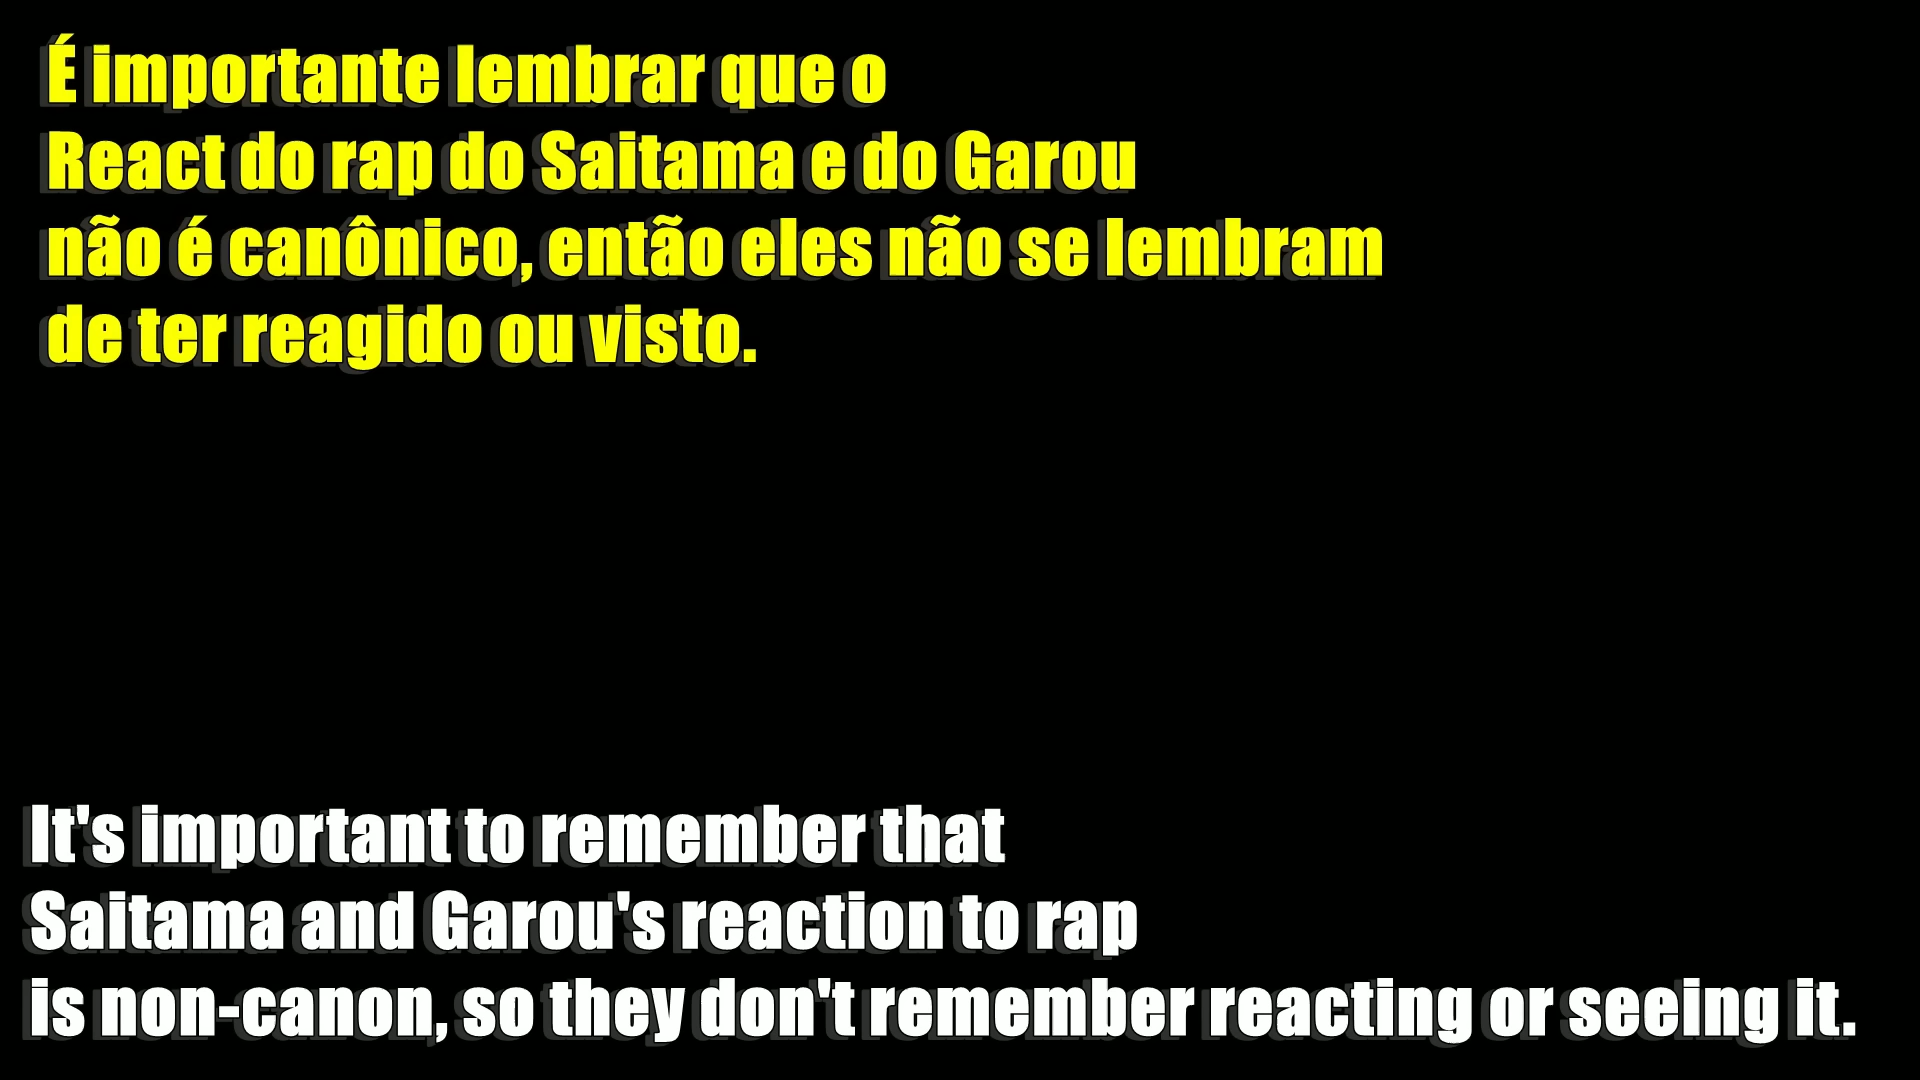 É importante lembrar que o
React do rap do Saitama e do Garou
não é canônico, então eles não se lembram
de ter reagido ou visto.
It's important to remember that
Saitama and Garou's reaction to rap
is non-canon, so they don't remember reacting or seeing it.